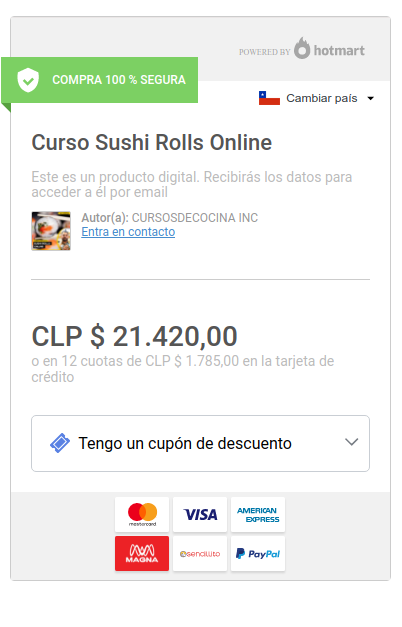 POWERED BY hotmart
COMPRA 100 % SEGURA
Cambiar país
Curso Sushi Rolls Online
Este es un producto digital. Recibirás los datos para
acceder a él por email
Autor(a): CURSOSDECOCINA INC
Entra en contacto
CLP $ 21.420,00
o en 12 cuotas de CLP $ 1.785,00 en la tarjeta de
crédito
Tengo un cupón de descuento
mastercard
VISA
AMERICAN
EXPRESS
MAGNA
PayPal